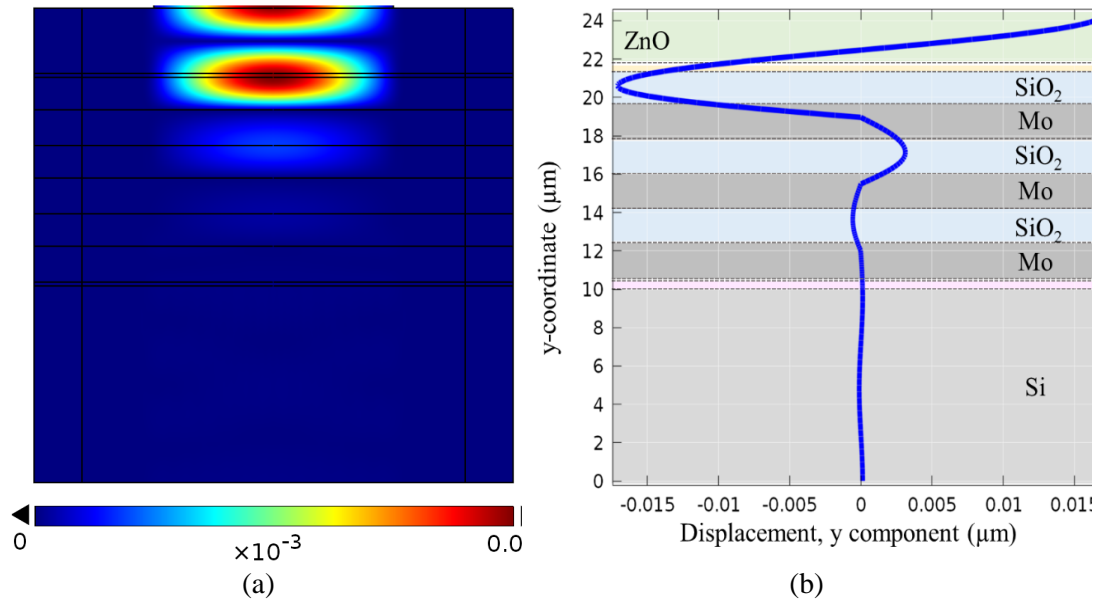 0
×10⁻³
0.0
(a)
24
22
20
18
16
14
12
10
8
6
4
2
0
y-coordinate (μm)
ZnO
SiO₂
Mo
SiO₂
Mo
SiO₂
Mo
Si
-0.015 -0.010 -0.005 0 0.005 0.01 0.015
Displacement, y component (μm)
(b)